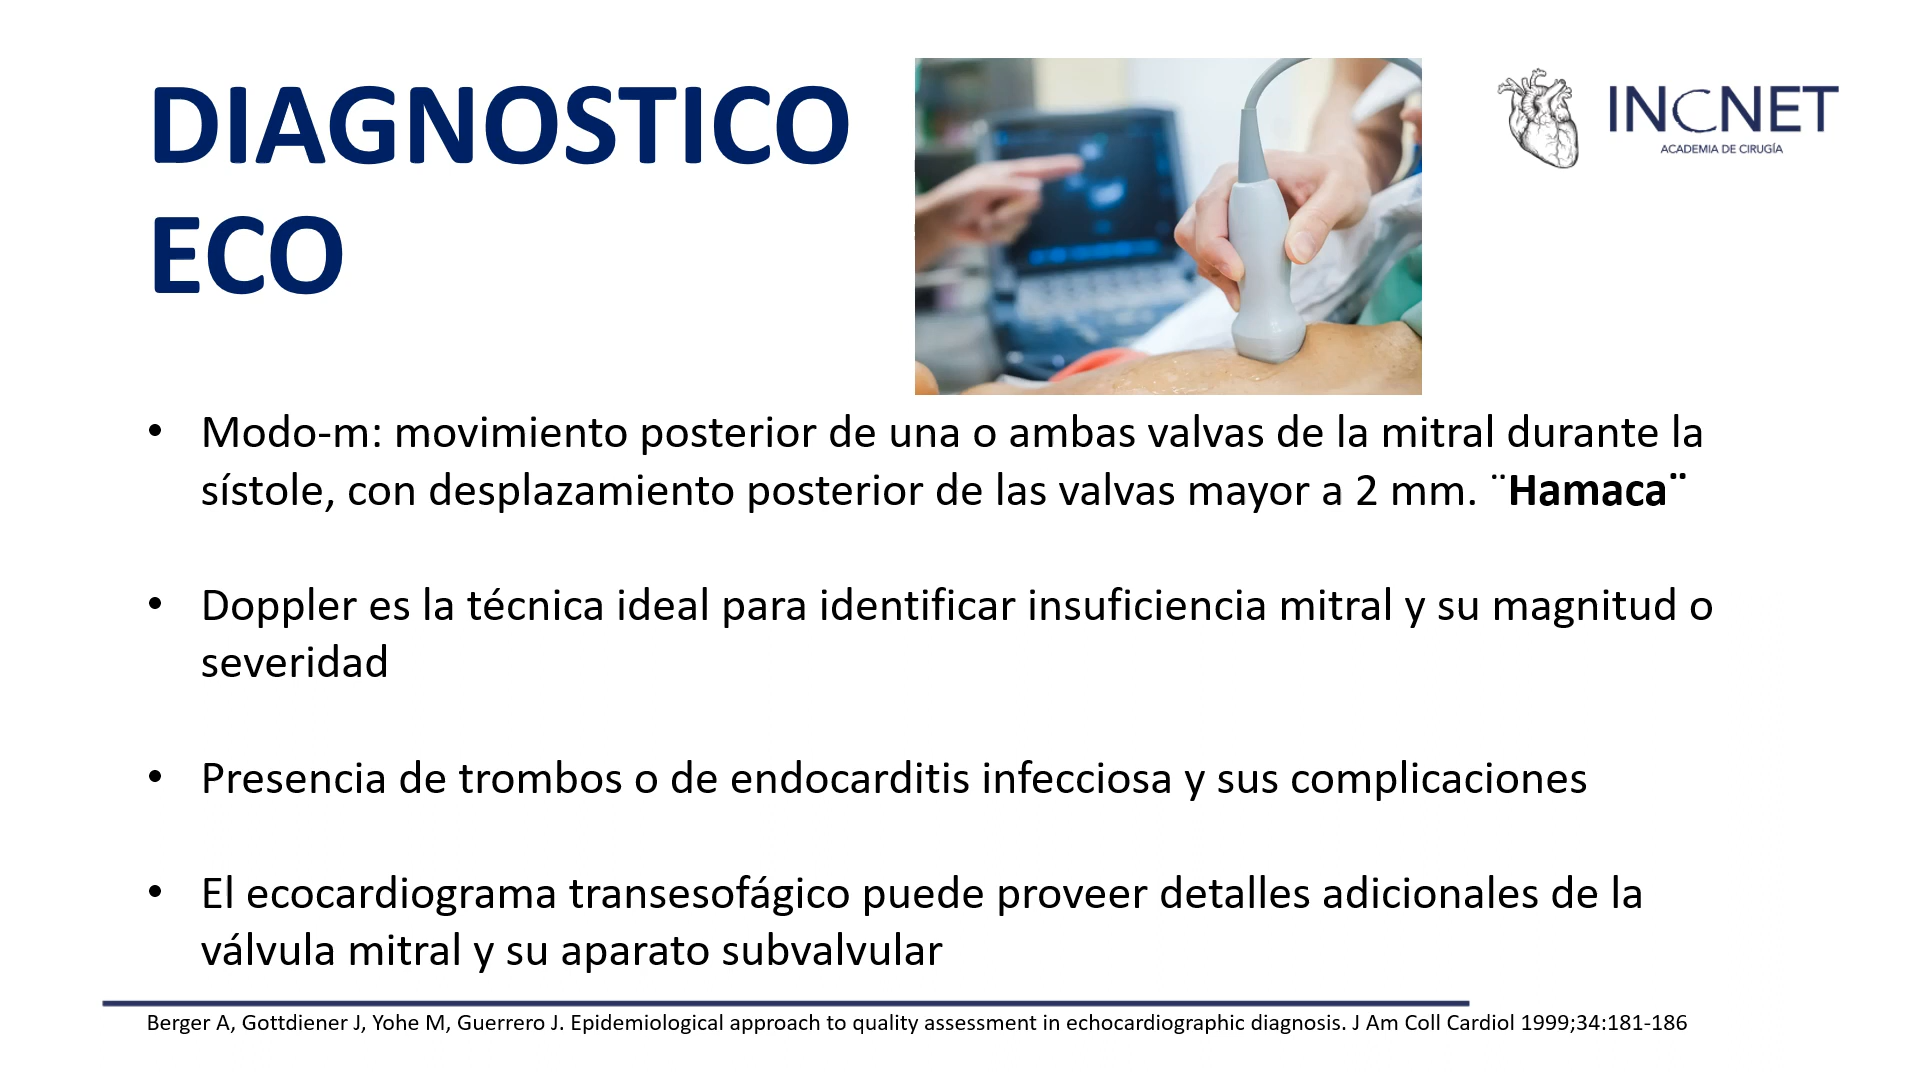 DIAGNOSTICO
ECO
INCNET
ACADEMIA DE CIRUGÍA
• Modo-m: movimiento posterior de una o ambas valvas de la mitral durante la
sístole, con desplazamiento posterior de las valvas mayor a 2 mm. ¨Hamaca¨
• Doppler es la técnica ideal para identificar insuficiencia mitral y su magnitud o
severidad
• Presencia de trombos o de endocarditis infecciosa y sus complicaciones
• El ecocardiograma transesofágico puede proveer detalles adicionales de la
válvula mitral y su aparato subvalvular
Berger A, Gottdiener J, Yohe M, Guerrero J. Epidemiological approach to quality assessment in echocardiographic diagnosis. J Am Coll Cardiol 1999;34:181-186